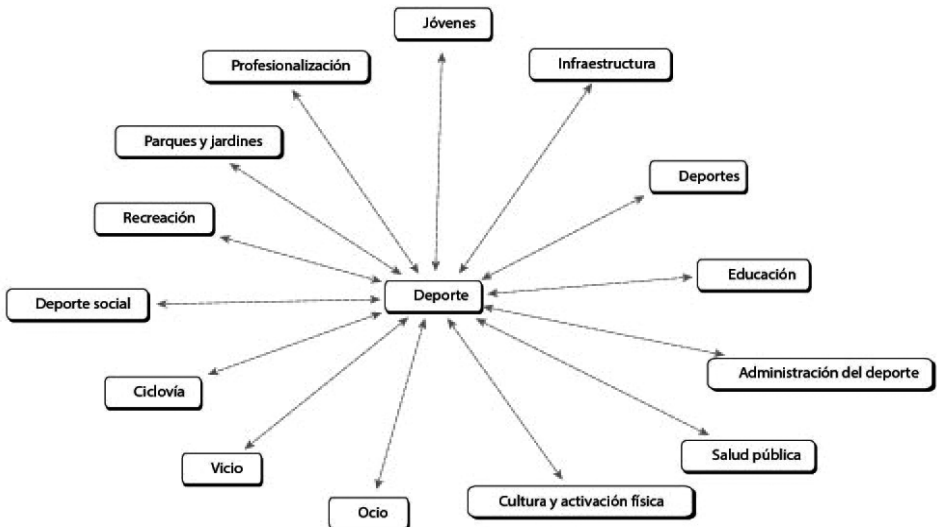 Jóvenes
Profesionalización
Infraestructura
Parques y jardines
Deportes
Recreación
Educación
Deporte
Deporte social
Administración del deporte
Ciclovía
Salud pública
Vicio
Cultura y activación física
Ocio